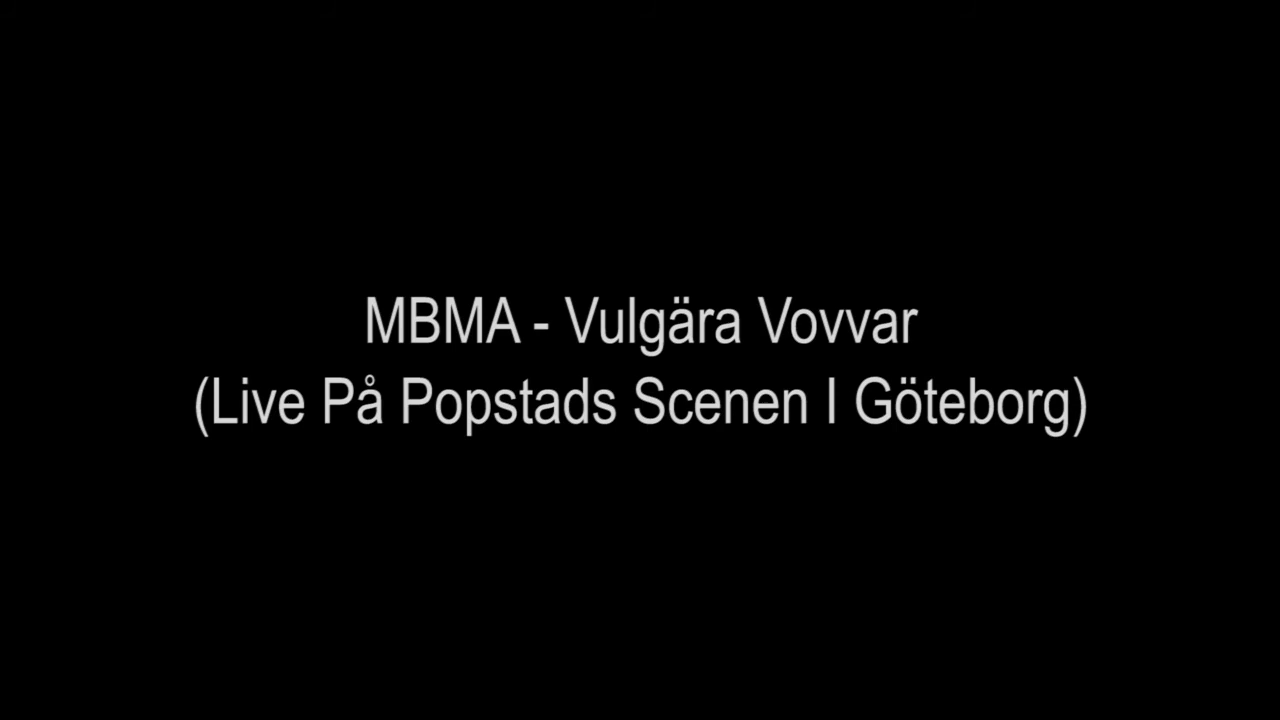 MBMA - Vulgära Vovvar
(Live På Popstads Scenen I Göteborg)